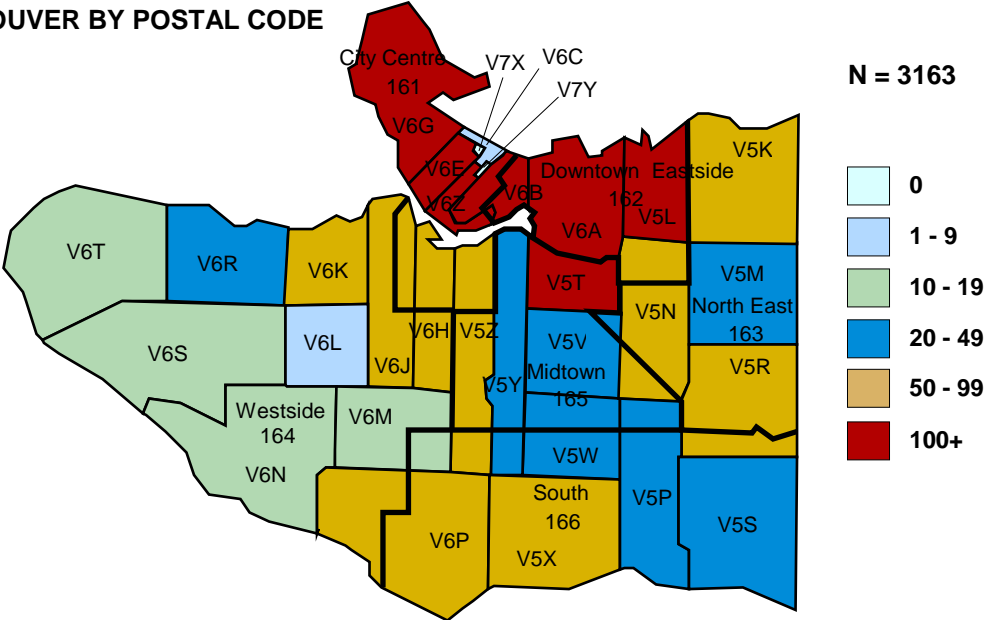 OUVER BY POSTAL CODE
City Centre
161
V7X
V6C
V7Y
N = 3163
V6G
V6E
V6Z
V6B
Downtown Eastside
162
V6A
V5L
V5K
0
1 - 9
10 - 19
20 - 49
50 - 99
100+
V6T
V6R
V6K
V5T
V5M
North East
163
V6S
V6L
V6J
V6H
V5Z
V5Y
V5V
Midtown
165
V5N
V5R
Westside
164
V6M
V6N
V5W
South
166
V6P
V5X
V5P
V5S